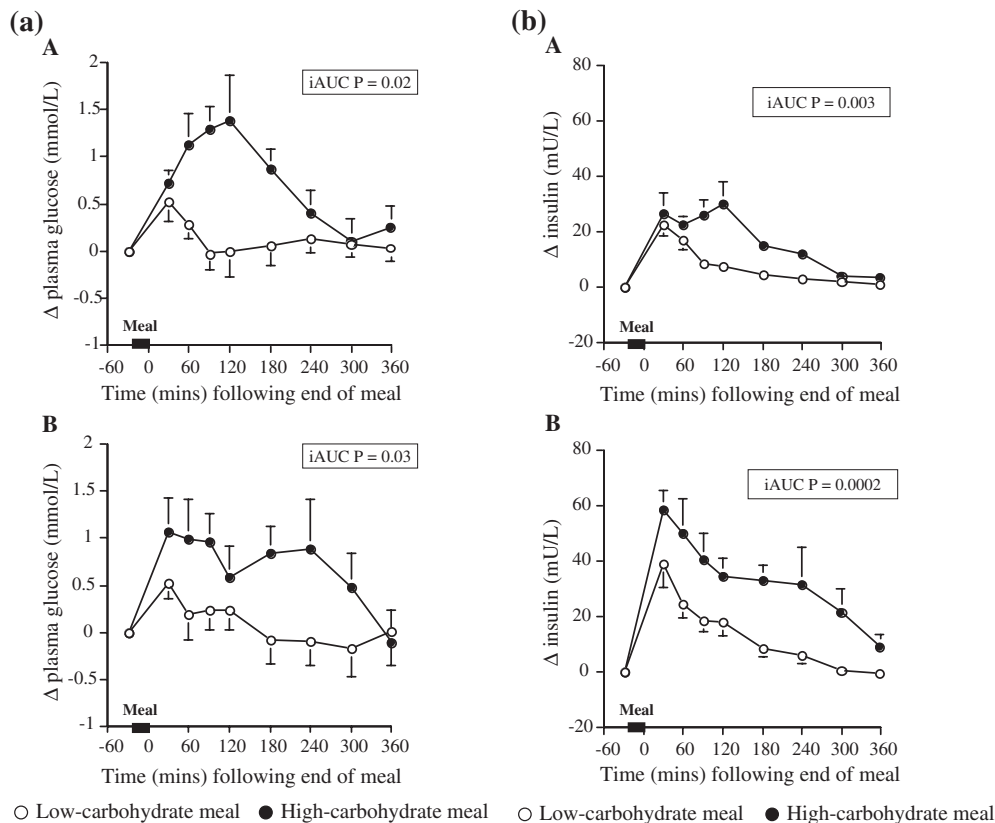 (a)
A
2
1.5
1
0.5
0
-0.5
-1
Δ plasma glucose (mmol/L)
iAUC P = 0.02
Meal
-60 0 60 120 180 240 300 360
Time (mins) following end of meal
B
2
1.5
1
0.5
0
-0.5
-1
Δ plasma glucose (mmol/L)
iAUC P = 0.03
Meal
-60 0 60 120 180 240 300 360
Time (mins) following end of meal
Low-carbohydrate meal High-carbohydrate meal
(b)
A
80
60
40
20
0
-20
Δ insulin (mU/L)
iAUC P = 0.003
Meal
-60 0 60 120 180 240 300 360
Time (mins) following end of meal
B
80
60
40
20
0
-20
Δ insulin (mU/L)
iAUC P = 0.0002
Meal
-60 0 60 120 180 240 300 360
Time (mins) following end of meal
Low-carbohydrate meal High-carbohydrate meal